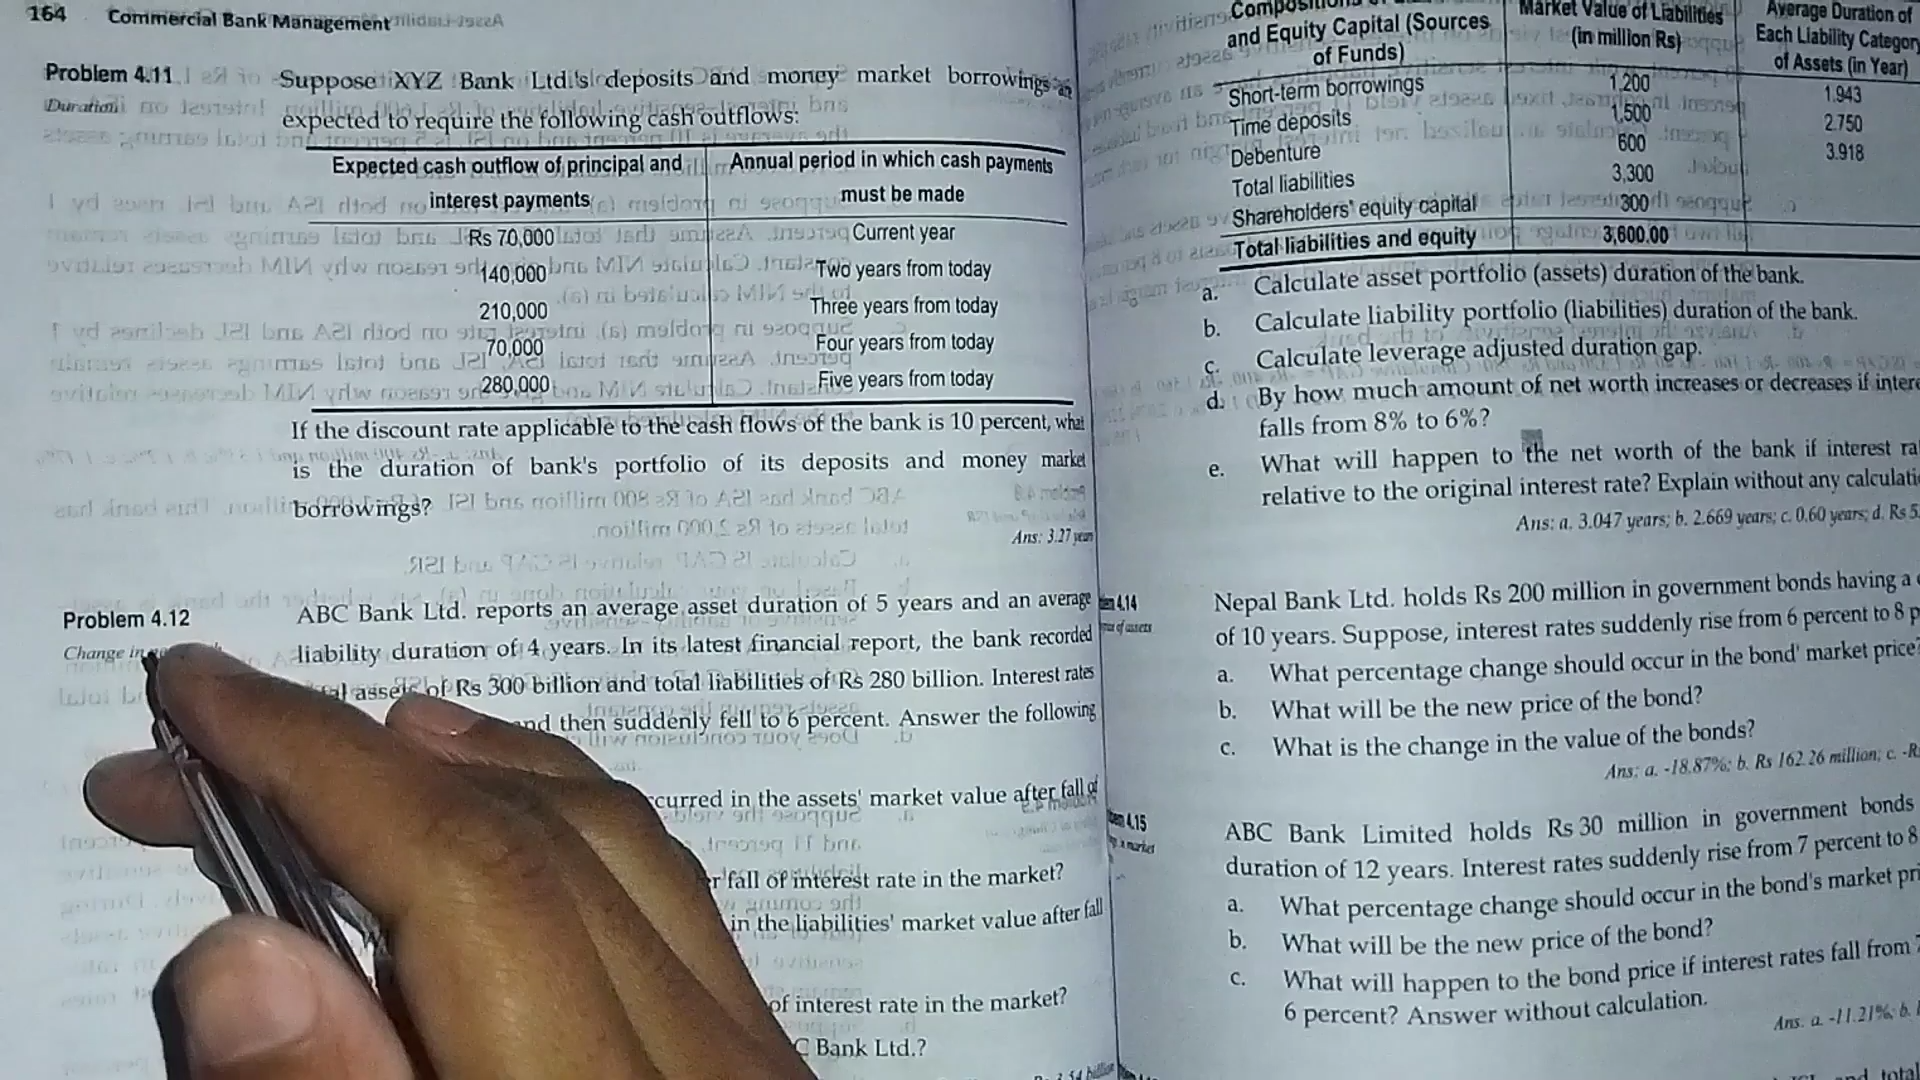 164 Commercial Bank Management
Problem 4.11 Suppose XYZ Bank Ltd.'s deposits and money market borrowings
Duration
expected to require the following cash outflows:
Expected cash outflow of principal and interest payments
Annual period in which cash payments must be made
Rs 70,000 Current year
140,000 Two years from today
210,000 Three years from today
70,000 Four years from today
280,000 Five years from today
If the discount rate applicable to the cash flows of the bank is 10 percent, what
is the duration of bank's portfolio of its deposits and money market
borrowings?
Ans: 3.27 years
Problem 4.12 ABC Bank Ltd. reports an average asset duration of 5 years and an average
Change in
liability duration of 4 years. In its latest financial report, the bank recorded
assets of Rs 300 billion and total liabilities of Rs 280 billion. Interest rates
then suddenly fell to 6 percent. Answer the following
in the assets' market value after fall of
fall of interest rate in the market?
in the liabilities' market value after fall
of interest rate in the market?
Bank Ltd.?
and Equity Capital (Sources of Funds)
Market Value of Liabilities (in million Rs)
Average Duration of Each Liability Category of Assets (in Year)
Short-term borrowings 1,200 1.943
Time deposits 1,500 2.750
Debenture 600 3.918
Total liabilities 3,300
Shareholders' equity capital 300
Total liabilities and equity 3,600.00
a. Calculate asset portfolio (assets) duration of the bank.
b. Calculate liability portfolio (liabilities) duration of the bank.
c. Calculate leverage adjusted duration gap.
d. By how much amount of net worth increases or decreases if
falls from 8% to 6%?
e. What will happen to the net worth of the bank if interest
relative to the original interest rate? Explain without any
Ans: a. 3.047 years; b. 2.669 years; c. 0.60 years; d. Rs
4.14 Nepal Bank Ltd. holds Rs 200 million in government bonds having a
of assets
of 10 years. Suppose, interest rates suddenly rise from 6 percent to 8
a. What percentage change should occur in the bond' market price
b. What will be the new price of the bond?
c. What is the change in the value of the bonds?
Ans: a. -18.87%; b. Rs 162.26 million; c.
4.15 ABC Bank Limited holds Rs 30 million in government bonds
market
duration of 12 years. Interest rates suddenly rise from 7 percent to 8
a. What percentage change should occur in the bond's market
b. What will be the new price of the bond?
c. What will happen to the bond price if interest rates fall from
6 percent? Answer without calculation.
Ans. a. -11.21%; b.